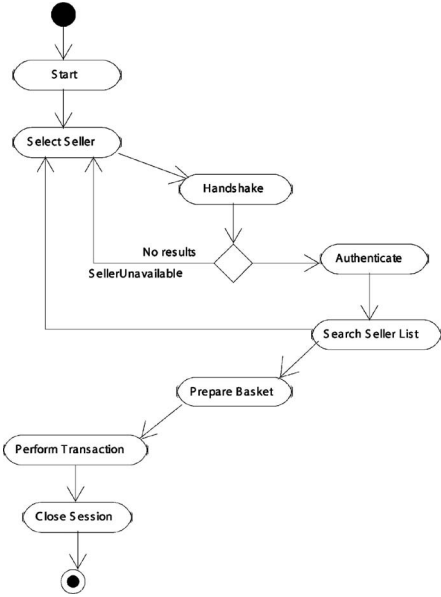 Start
Select Seller
Handshake
No results
SellerUnavailable
Authenticate
Search Seller List
Prepare Basket
Perform Transaction
Close Session